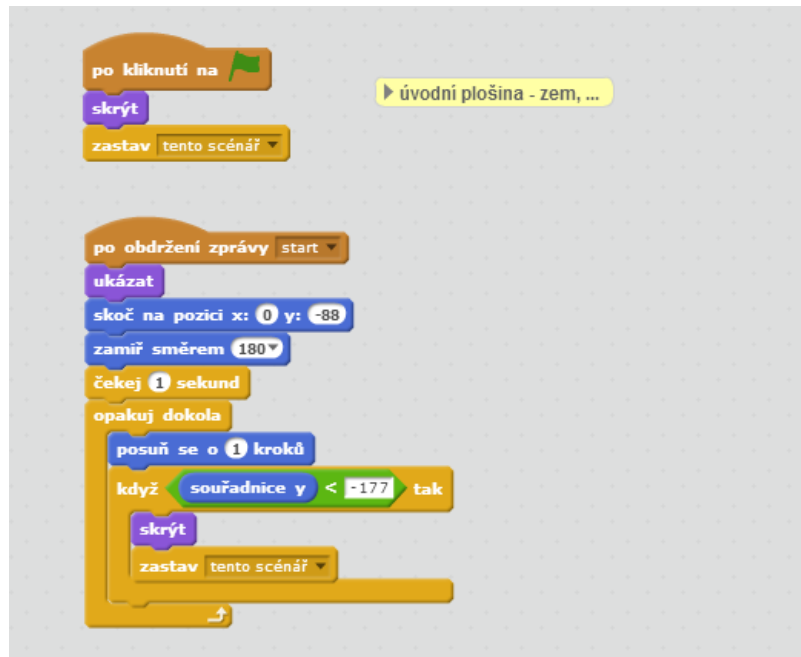 po kliknutí na
skrýt
zastav tento scénář
úvodní plošina - zem, ...
po obdržení zprávy start
ukázat
skoč na pozici x: 0 y: -88
zamiř směrem 180
čekej 1 sekund
opakuj dokola
posuň se o 1 kroků
když souřadnice y < -177 tak
skrýt
zastav tento scénář